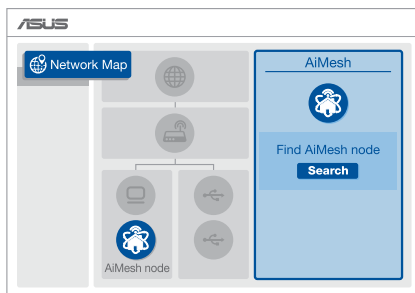 ASUS
Network Map
AiMesh
Find AiMesh node
Search
AiMesh node